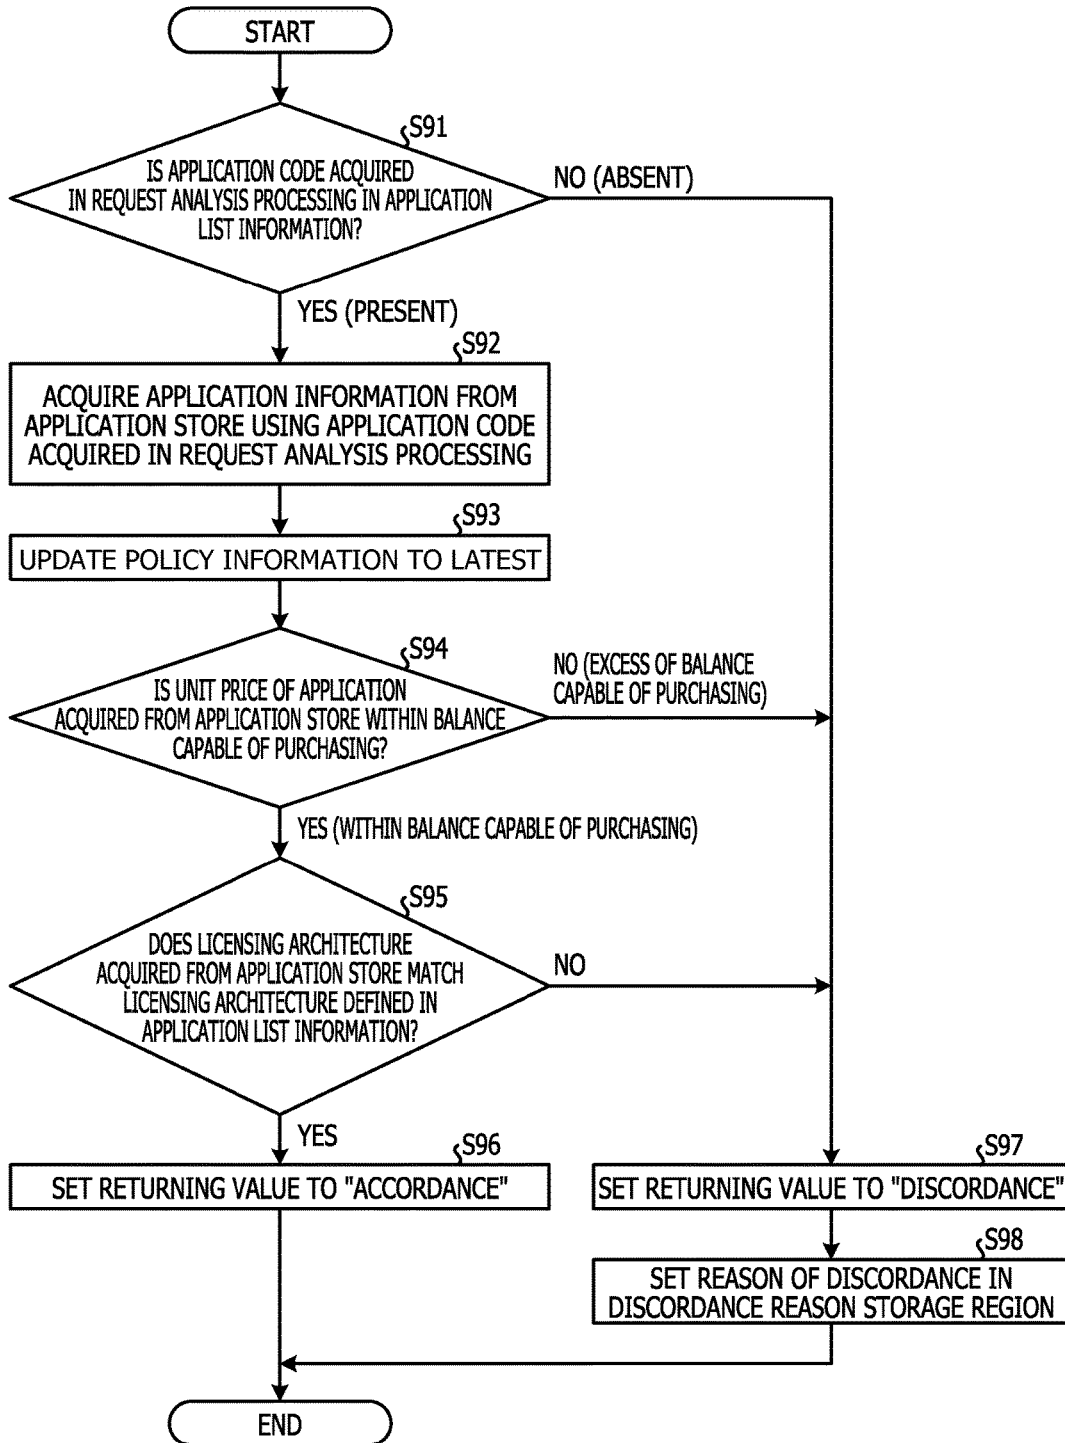 START
S91
IS APPLICATION CODE ACQUIRED
IN REQUEST ANALYSIS PROCESSING IN APPLICATION
LIST INFORMATION?
NO (ABSENT)
YES (PRESENT)
S92
ACQUIRE APPLICATION INFORMATION FROM
APPLICATION STORE USING APPLICATION CODE
ACQUIRED IN REQUEST ANALYSIS PROCESSING
S93
UPDATE POLICY INFORMATION TO LATEST
S94
IS UNIT PRICE OF APPLICATION
ACQUIRED FROM APPLICATION STORE WITHIN BALANCE
CAPABLE OF PURCHASING?
NO (EXCESS OF BALANCE
CAPABLE OF PURCHASING)
YES (WITHIN BALANCE CAPABLE OF PURCHASING)
S95
DOES LICENSING ARCHITECTURE
ACQUIRED FROM APPLICATION STORE MATCH
LICENSING ARCHITECTURE DEFINED IN
APPLICATION LIST INFORMATION?
NO
YES
S96
SET RETURNING VALUE TO "ACCORDANCE"
S97
SET RETURNING VALUE TO "DISCORDANCE"
S98
SET REASON OF DISCORDANCE IN
DISCORDANCE REASON STORAGE REGION
END